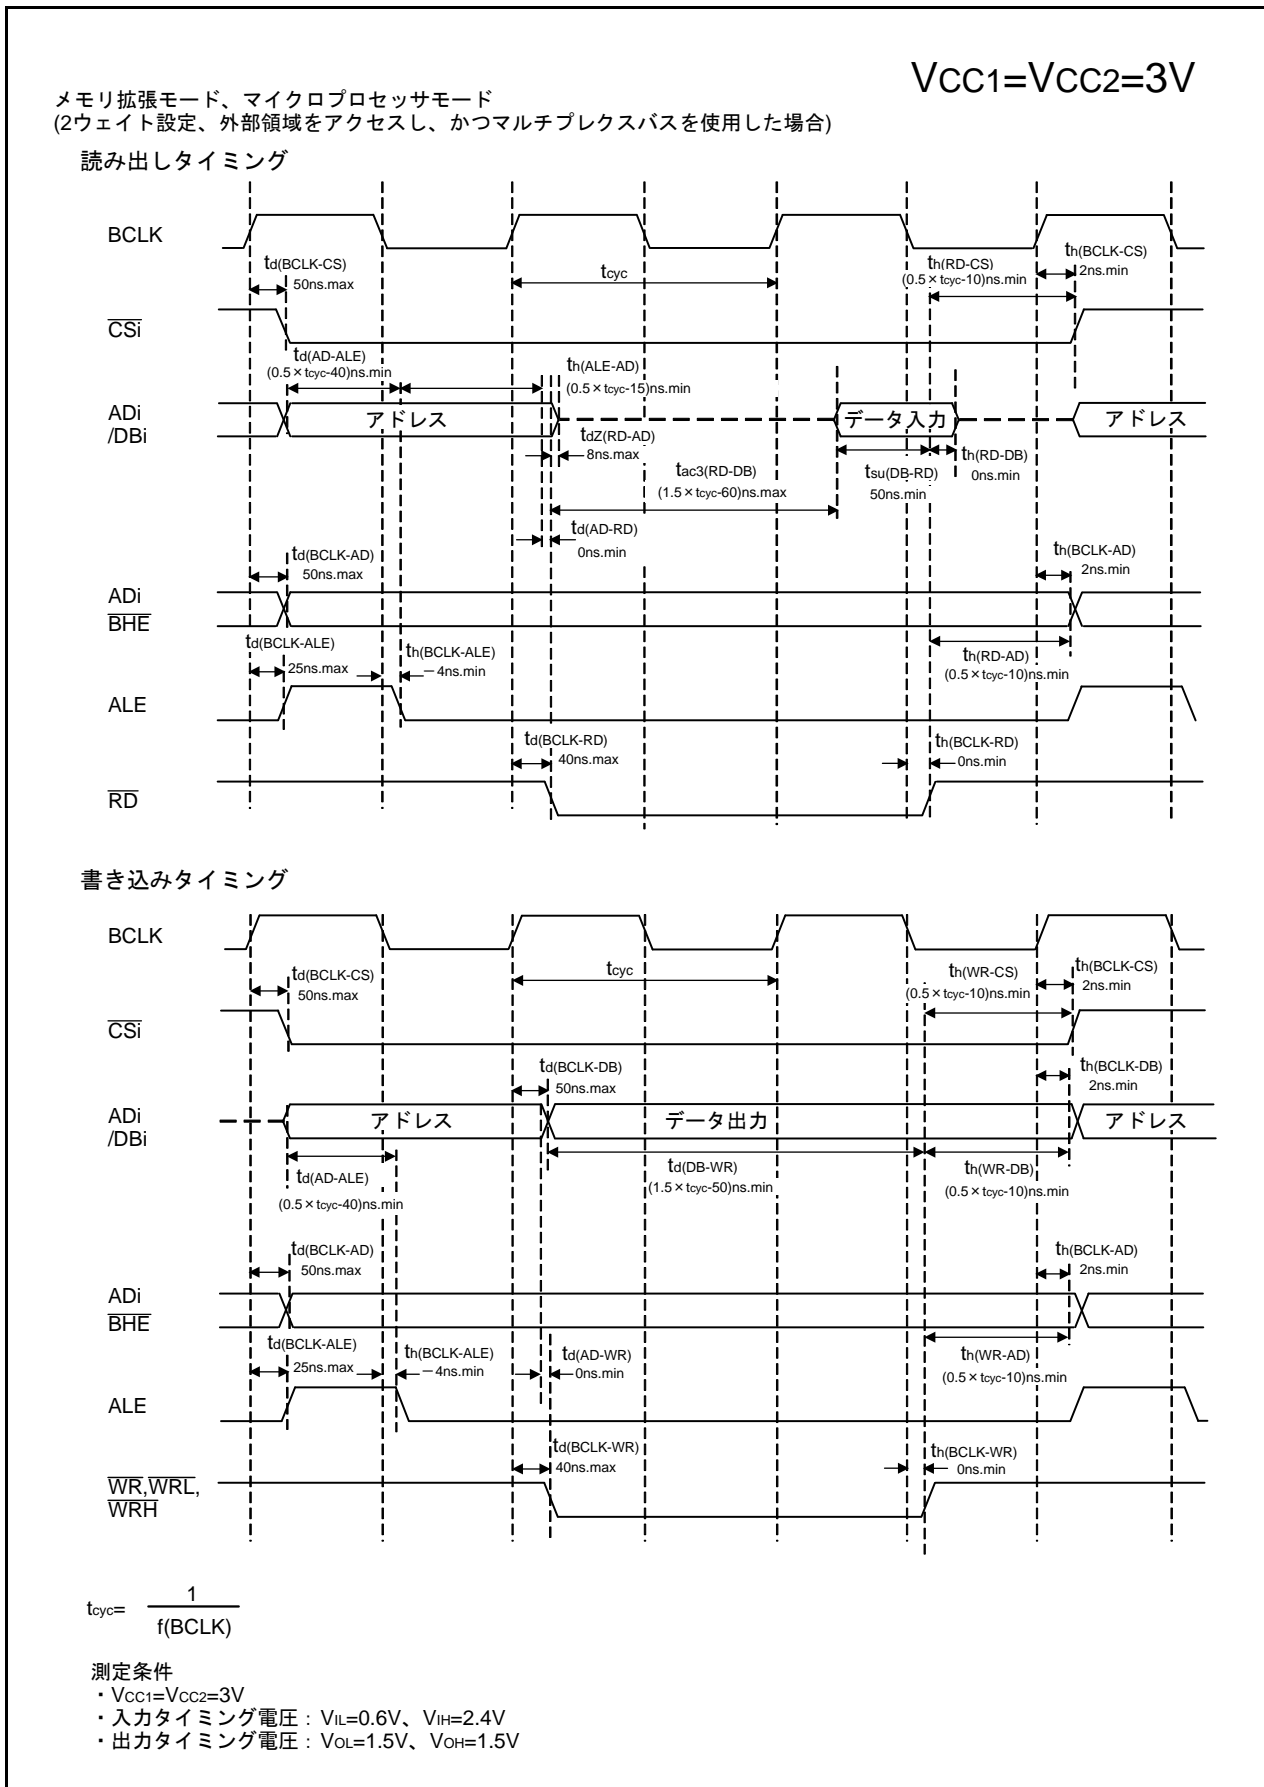 VCC1=VCC2=3V
メモリ拡張モード、マイクロプロセッサモード
(2ウェイト設定、外部領域をアクセスし、かつマルチプレクスバスを使用した場合)
読み出しタイミング
BCLK
td(BCLK-CS)
50ns.max
tcyc
th(RD-CS)
(0.5×tcyc-10)ns.min
th(BCLK-CS)
2ns.min
CSi
td(AD-ALE)
(0.5×tcyc-40)ns.min
th(ALE-AD)
(0.5×tcyc-15)ns.min
ADi
/DBi
アドレス
データ入力
アドレス
tdZ(RD-AD)
8ns.max
tac3(RD-DB)
(1.5×tcyc-60)ns.max
tsu(DB-RD)
50ns.min
th(RD-DB)
0ns.min
td(AD-RD)
0ns.min
td(BCLK-AD)
50ns.max
th(BCLK-AD)
2ns.min
ADi
BHE
td(BCLK-ALE)
25ns.max
th(BCLK-ALE)
−4ns.min
th(RD-AD)
(0.5×tcyc-10)ns.min
ALE
td(BCLK-RD)
40ns.max
th(BCLK-RD)
0ns.min
RD
書き込みタイミング
BCLK
td(BCLK-CS)
50ns.max
tcyc
th(WR-CS)
(0.5×tcyc-10)ns.min
th(BCLK-CS)
2ns.min
CSi
td(BCLK-DB)
50ns.max
th(BCLK-DB)
2ns.min
ADi
/DBi
アドレス
データ出力
アドレス
td(AD-ALE)
(0.5×tcyc-40)ns.min
td(DB-WR)
(1.5×tcyc-50)ns.min
th(WR-DB)
(0.5×tcyc-10)ns.min
td(BCLK-AD)
50ns.max
th(BCLK-AD)
2ns.min
ADi
BHE
td(BCLK-ALE)
25ns.max
th(BCLK-ALE)
−4ns.min
td(AD-WR)
0ns.min
th(WR-AD)
(0.5×tcyc-10)ns.min
ALE
td(BCLK-WR)
40ns.max
th(BCLK-WR)
0ns.min
WR,WRL,
WRH
tcyc= 1
f(BCLK)
測定条件
・VCC1=VCC2=3V
・入力タイミング電圧：VIL=0.6V、VIH=2.4V
・出力タイミング電圧：VOL=1.5V、VOH=1.5V